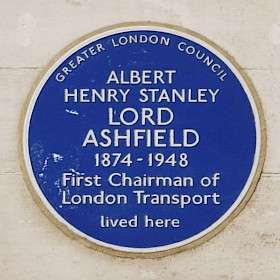 GREATER LONDON COUNCIL
ALBERT
HENRY STANLEY
LORD
ASHFIELD
1874-1948
First Chairman of
London Transport
lived here